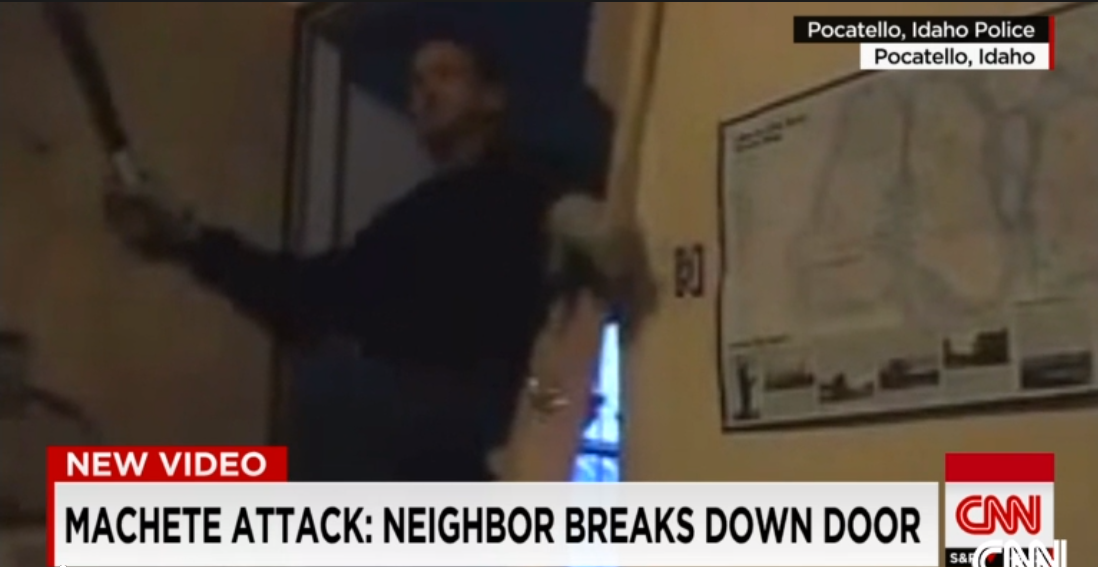 Pocatello, Idaho Police
Pocatello, Idaho
NEW VIDEO
MACHETE ATTACK: NEIGHBOR BREAKS DOWN DOOR
CNN
CNN